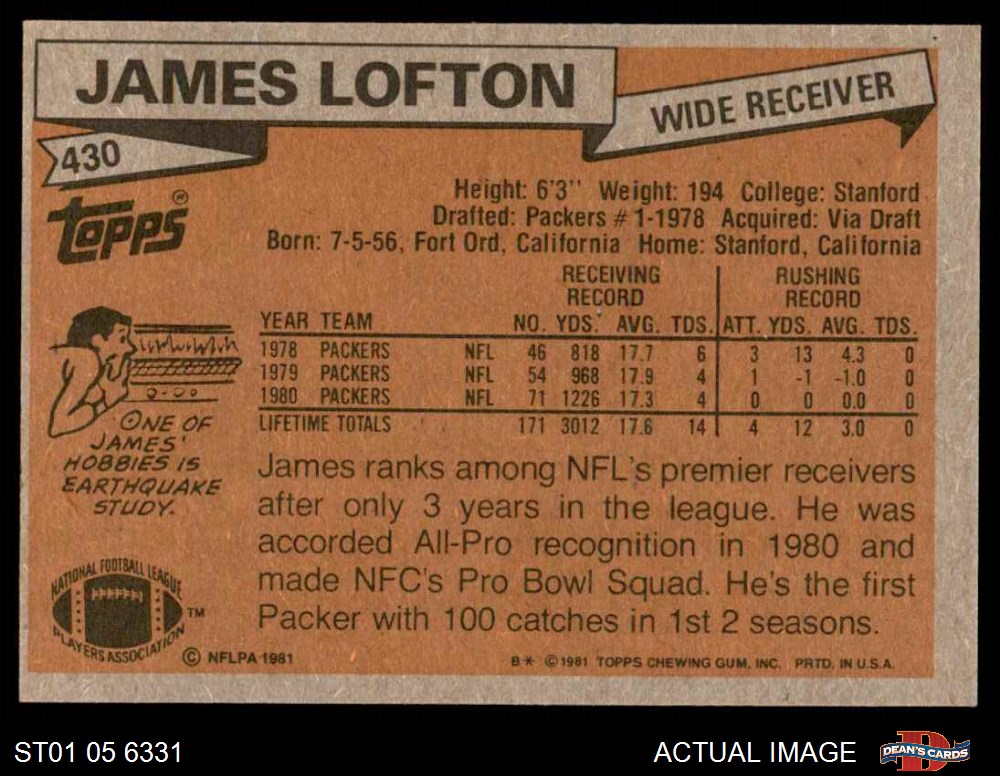 JAMES LOFTON
WIDE RECEIVER
430
TOPPS®
Height: 6'3'' Weight: 194 College: Stanford
Drafted: Packers #1-1978 Acquired: Via Draft
Born: 7-5-56, Fort Ord, California Home: Stanford, California
RECEIVING RECORD RUSHING RECORD
YEAR TEAM NO. YDS. AVG. TDS. ATT. YDS. AVG. TDS.
1978 PACKERS NFL 46 818 17.7 6 3 13 4.3 0
1979 PACKERS NFL 54 968 17.9 4 1 -1 -1.0 0
1980 PACKERS NFL 71 1226 17.3 4 0 0 0.0 0
LIFETIME TOTALS 171 3012 17.6 14 4 12 3.0 0
ONE OF
JAMES'
HOBBIES IS
EARTHQUAKE
STUDY.
James ranks among NFL's premier receivers
after only 3 years in the league. He was
accorded All-Pro recognition in 1980 and
made NFC's Pro Bowl Squad. He's the first
Packer with 100 catches in 1st 2 seasons.
NATIONAL FOOTBALL LEAGUE
PLAYERS ASSOCIATION
TM
© NFLPA 1981
B* ©1981 TOPPS CHEWING GUM, INC. PRTD. IN U.S.A.
ST01 05 6331
ACTUAL IMAGE
D
DEAN'S CARDS